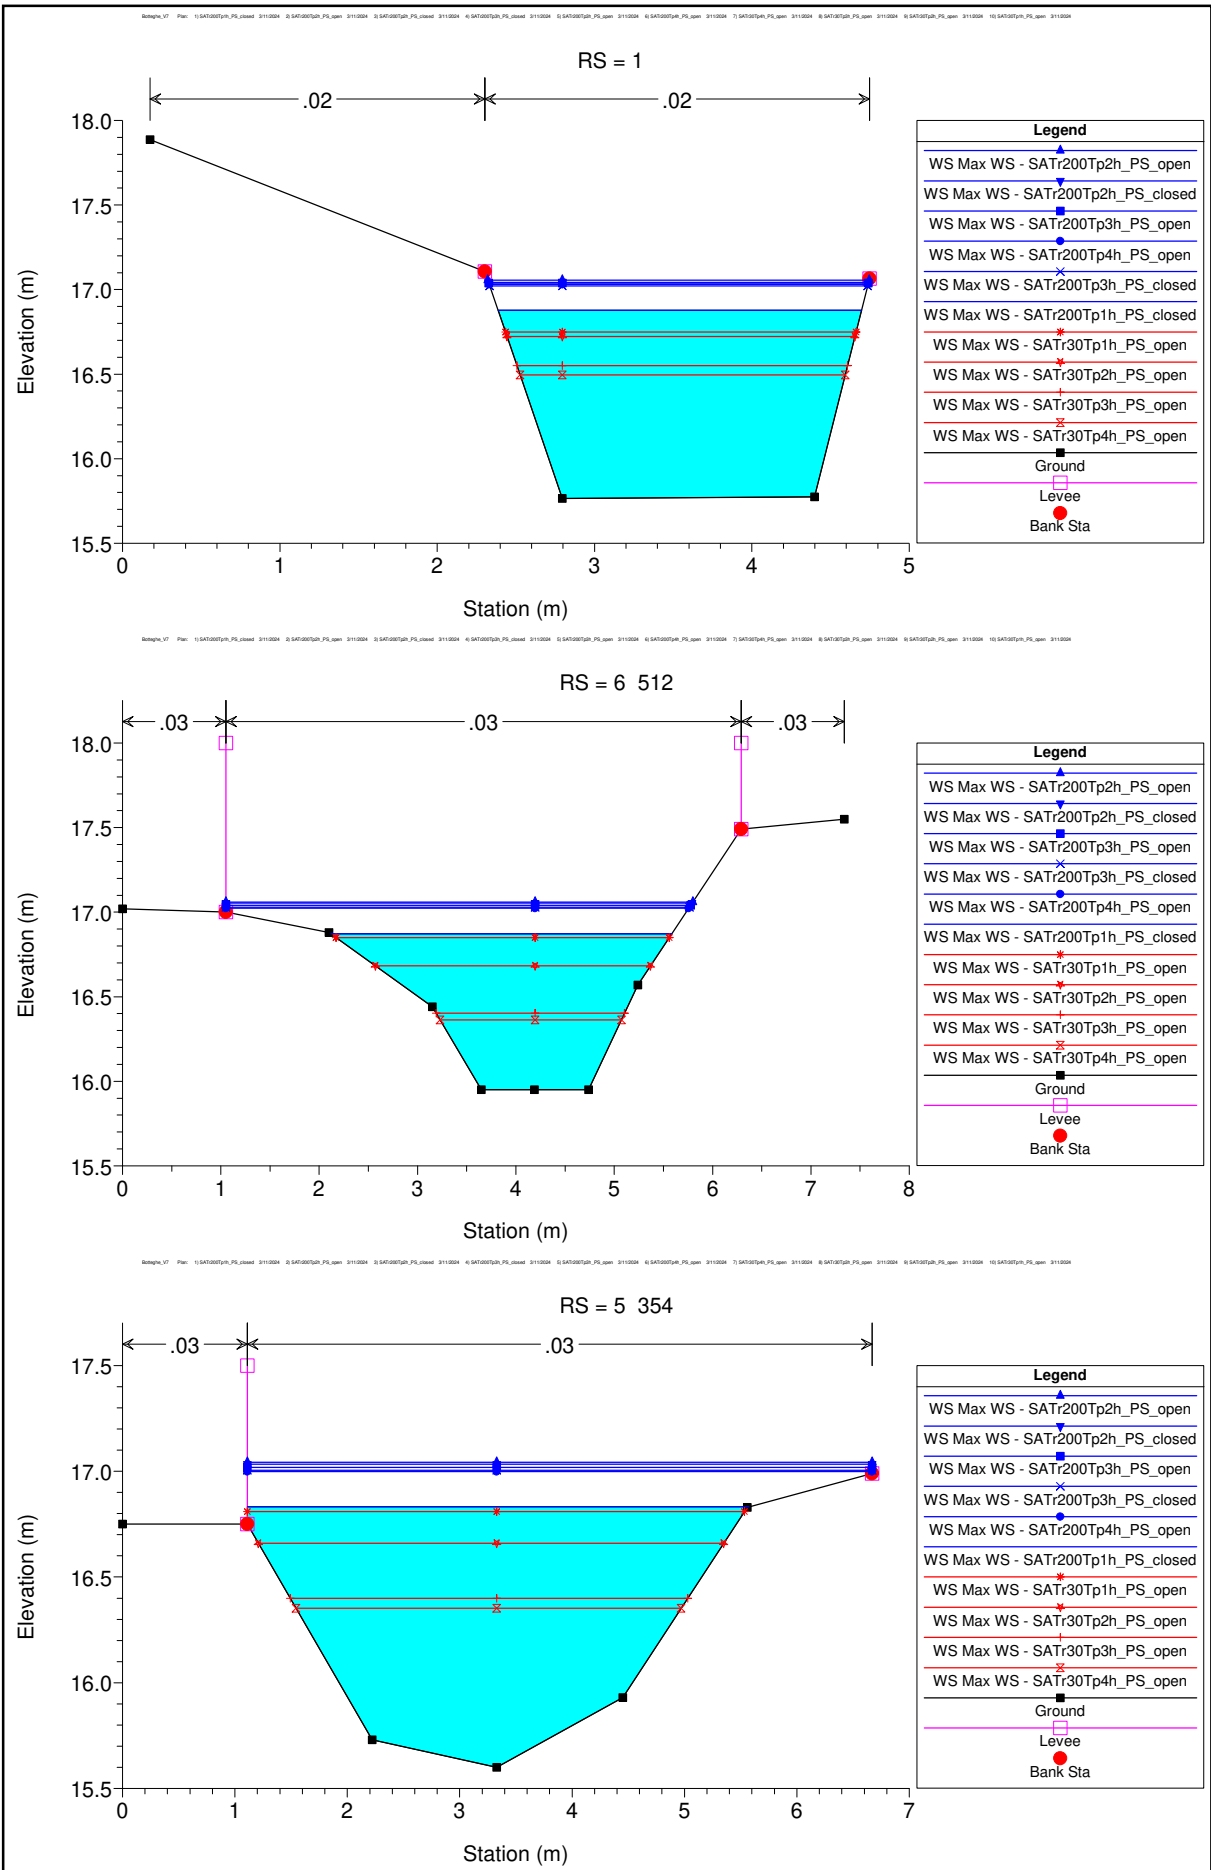 RS = 1
.02 .02
18.0
17.5
17.0
16.5
16.0
15.5
0 1 2 3 4 5
Elevation (m)
Station (m)
Legend
WS Max WS - SATr200Tp2h_PS_open
WS Max WS - SATr200Tp2h_PS_closed
WS Max WS - SATr200Tp3h_PS_open
WS Max WS - SATr200Tp4h_PS_open
WS Max WS - SATr200Tp3h_PS_closed
WS Max WS - SATr200Tp1h_PS_closed
WS Max WS - SATr30Tp1h_PS_open
WS Max WS - SATr30Tp2h_PS_open
WS Max WS - SATr30Tp3h_PS_open
WS Max WS - SATr30Tp4h_PS_open
Ground
Levee
Bank Sta
RS = 6 512
.03 .03 .03
18.0
17.5
17.0
16.5
16.0
15.5
0 1 2 3 4 5 6 7 8
Elevation (m)
Station (m)
Legend
WS Max WS - SATr200Tp2h_PS_open
WS Max WS - SATr200Tp2h_PS_closed
WS Max WS - SATr200Tp3h_PS_open
WS Max WS - SATr200Tp3h_PS_closed
WS Max WS - SATr200Tp4h_PS_open
WS Max WS - SATr200Tp1h_PS_closed
WS Max WS - SATr30Tp1h_PS_open
WS Max WS - SATr30Tp2h_PS_open
WS Max WS - SATr30Tp3h_PS_open
WS Max WS - SATr30Tp4h_PS_open
Ground
Levee
Bank Sta
RS = 5 354
.03 .03
17.5
17.0
16.5
16.0
15.5
0 1 2 3 4 5 6 7
Elevation (m)
Station (m)
Legend
WS Max WS - SATr200Tp2h_PS_open
WS Max WS - SATr200Tp2h_PS_closed
WS Max WS - SATr200Tp3h_PS_open
WS Max WS - SATr200Tp3h_PS_closed
WS Max WS - SATr200Tp4h_PS_open
WS Max WS - SATr200Tp1h_PS_closed
WS Max WS - SATr30Tp1h_PS_open
WS Max WS - SATr30Tp2h_PS_open
WS Max WS - SATr30Tp3h_PS_open
WS Max WS - SATr30Tp4h_PS_open
Ground
Levee
Bank Sta